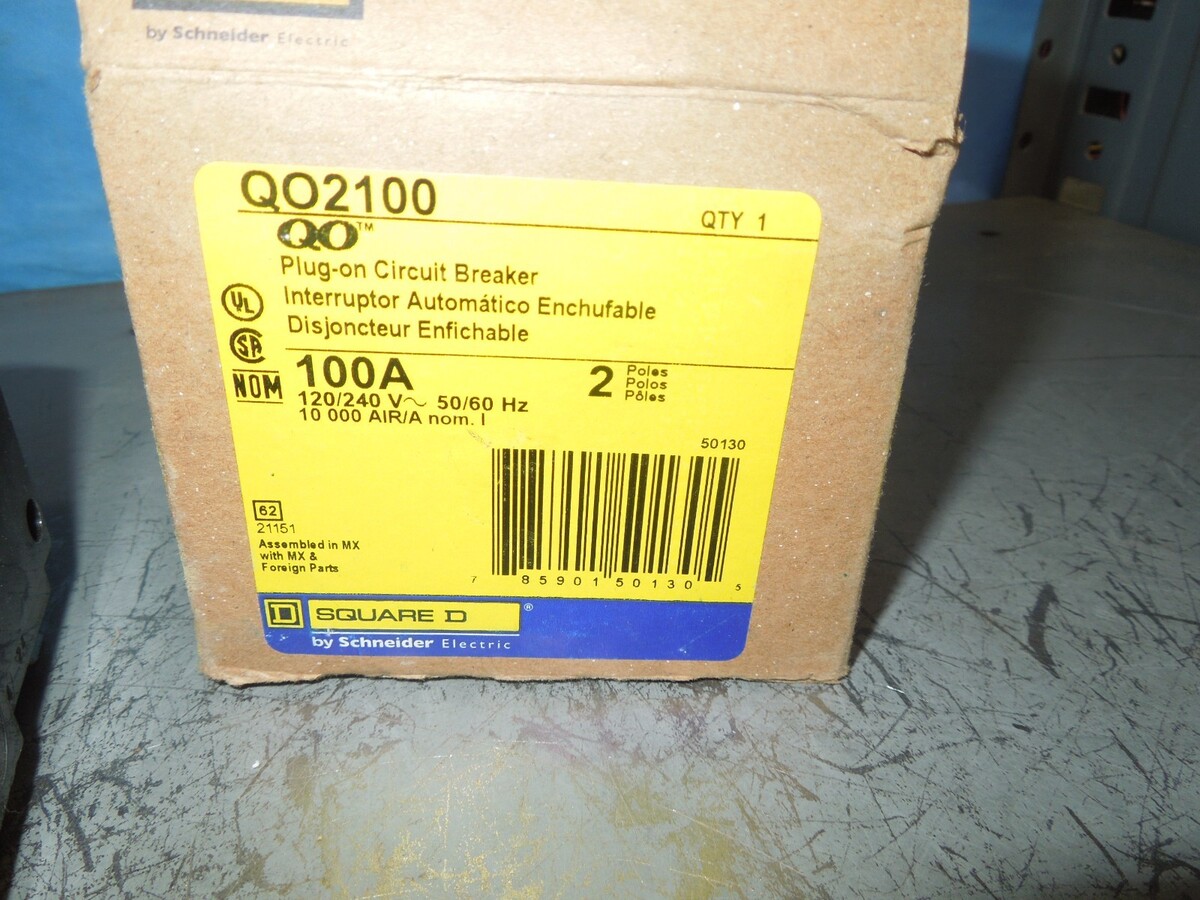 by Schneider Electric
QO2100
QTY 1
QO™
Plug-on Circuit Breaker
Interruptor Automático Enchufable
Disjoncteur Enfichable
UL
SA
NOM
100A
2 Poles
Polos
Pôles
120/240 V~ 50/60 Hz
10 000 AIR/A nom. I
50130
62
21151
Assembled in MX
with MX &
Foreign Parts
7 85901 50130 5
D SQUARE D ®
by Schneider Electric